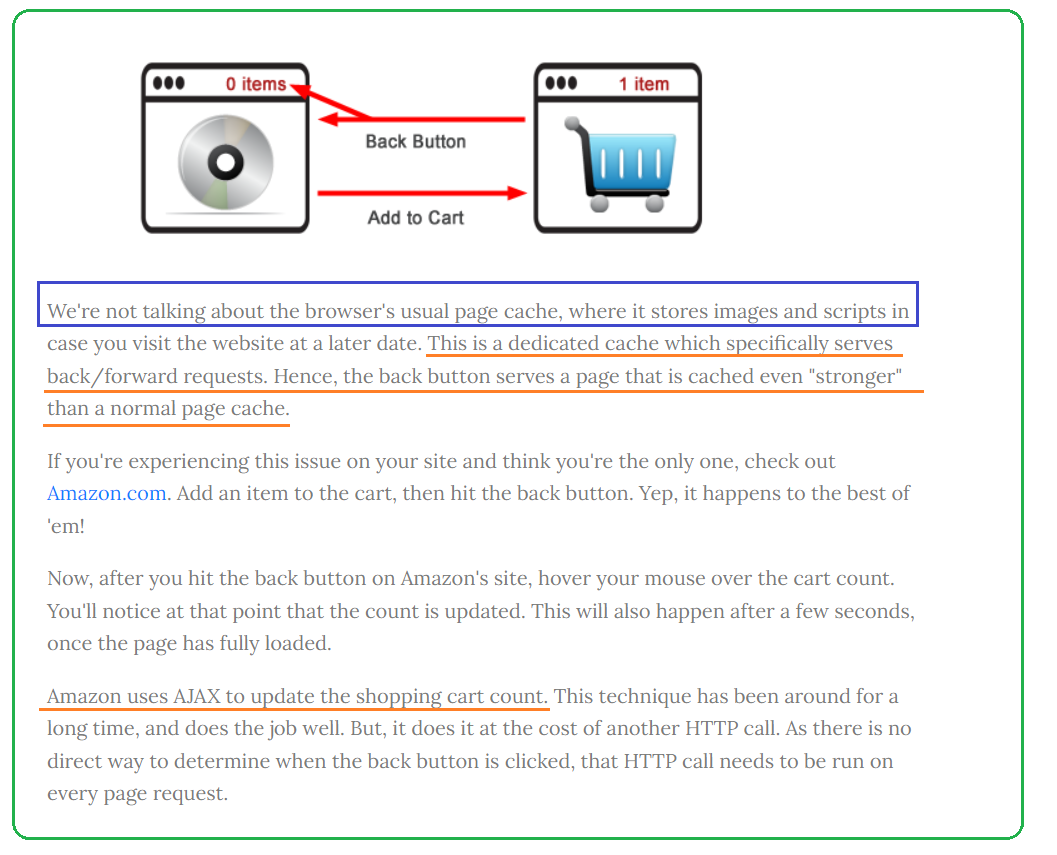 0 items
1 item
Back Button
Add to Cart
We're not talking about the browser's usual page cache, where it stores images and scripts in
case you visit the website at a later date. This is a dedicated cache which specifically serves
back/forward requests. Hence, the back button serves a page that is cached even "stronger"
than a normal page cache.
If you're experiencing this issue on your site and think you're the only one, check out
Amazon.com. Add an item to the cart, then hit the back button. Yep, it happens to the best of
'em!
Now, after you hit the back button on Amazon's site, hover your mouse over the cart count.
You'll notice at that point that the count is updated. This will also happen after a few seconds,
once the page has fully loaded.
Amazon uses AJAX to update the shopping cart count. This technique has been around for a
long time, and does the job well. But, it does it at the cost of another HTTP call. As there is no
direct way to determine when the back button is clicked, that HTTP call needs to be run on
every page request.